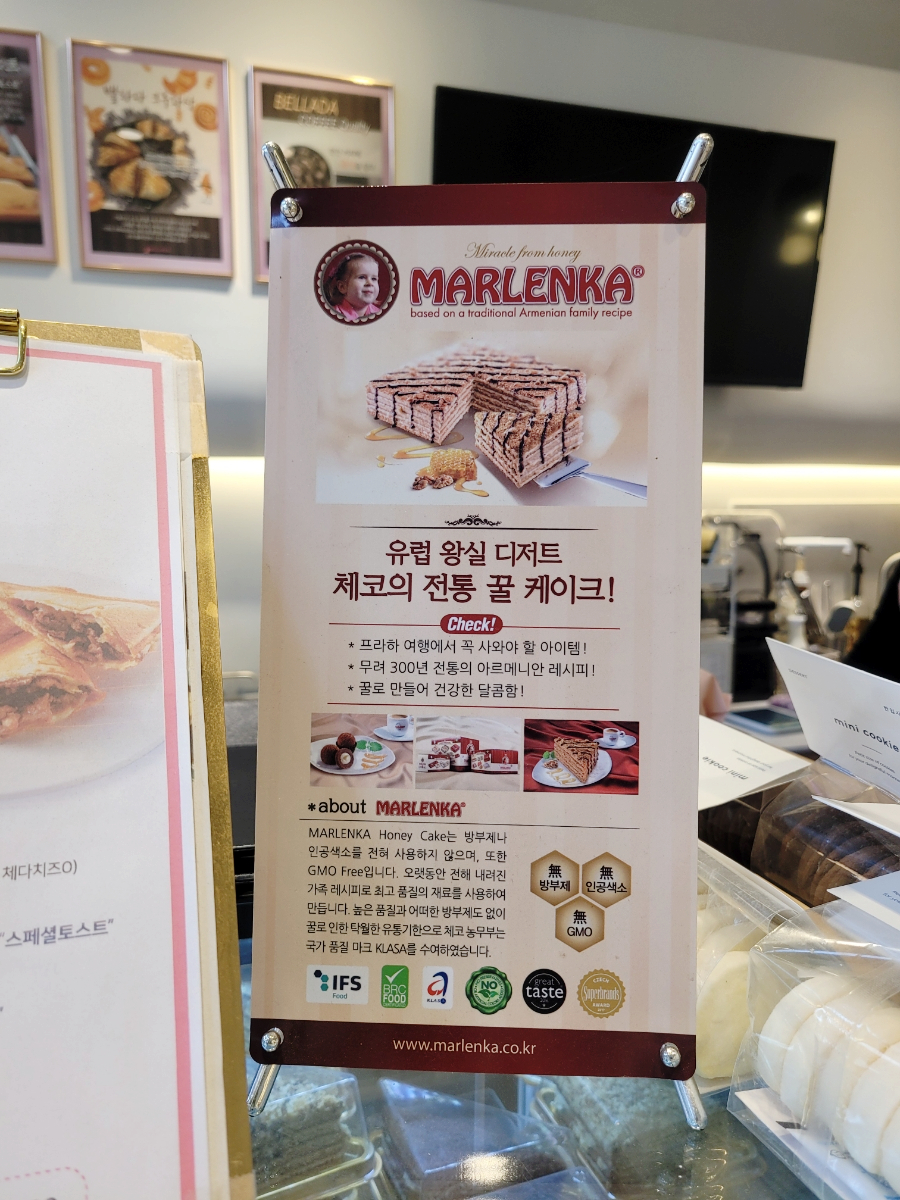 BELLADA
Miracle from honey
MARLENKA®
based on a traditional Armenian family recipe
유럽 왕실 디저트
체코의 전통 꿀 케이크!
Check!
* 프라하 여행에서 꼭 사와야 할 아이템!
* 무려 300년 전통의 아르메니안 레시피!
* 꿀로 만들어 건강한 달콤함!
*about MARLENKA®
MARLENKA Honey Cake는 방부제나
인공색소를 전혀 사용하지 않으며, 또한
GMO Free입니다. 오랫동안 전해 내려진
가족 레시피로 최고 품질의 재료를 사용하여
만듭니다. 높은 품질과 어떠한 방부제도 없이
꿀로 인한 탁월한 유통기한으로 체코 농무부는
국가 품질 마크 KLASA를 수여하였습니다.
無
방부제
無
인공색소
無
GMO
IFS
Food
BRC
FOOD
KLASA
NO
great
taste
CZECH
Superbrands
AWARD
www.marlenka.co.kr
체다치즈O)
"스페셜토스트"
mini cookie
mini cookie